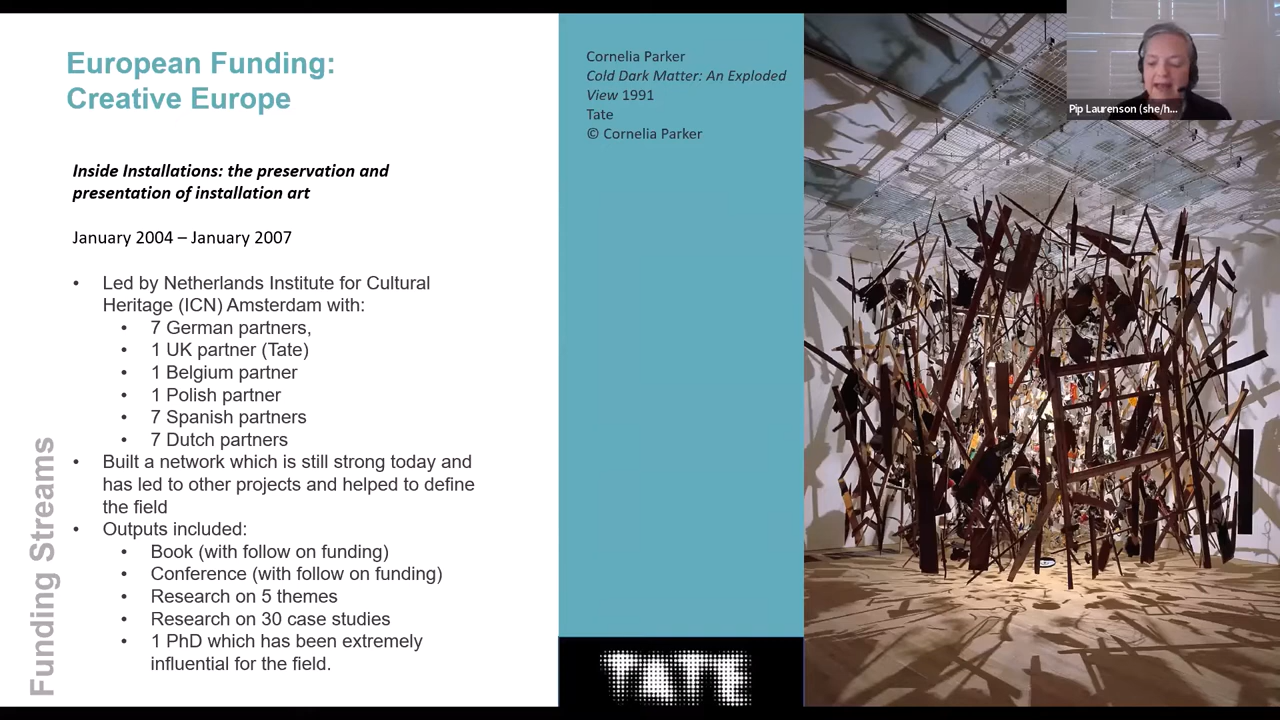 European Funding:
Creative Europe
Inside Installations: the preservation and
presentation of installation art
January 2004 – January 2007
• Led by Netherlands Institute for Cultural
Heritage (ICN) Amsterdam with:
• 7 German partners,
• 1 UK partner (Tate)
• 1 Belgium partner
• 1 Polish partner
• 7 Spanish partners
• 7 Dutch partners
• Built a network which is still strong today and
has led to other projects and helped to define
the field
• Outputs included:
• Book (with follow on funding)
• Conference (with follow on funding)
• Research on 5 themes
• Research on 30 case studies
• 1 PhD which has been extremely
influential for the field.
Funding Streams
Cornelia Parker
Cold Dark Matter: An Exploded
View 1991
Tate
© Cornelia Parker
TATE
Pip Laurenson (she/h...